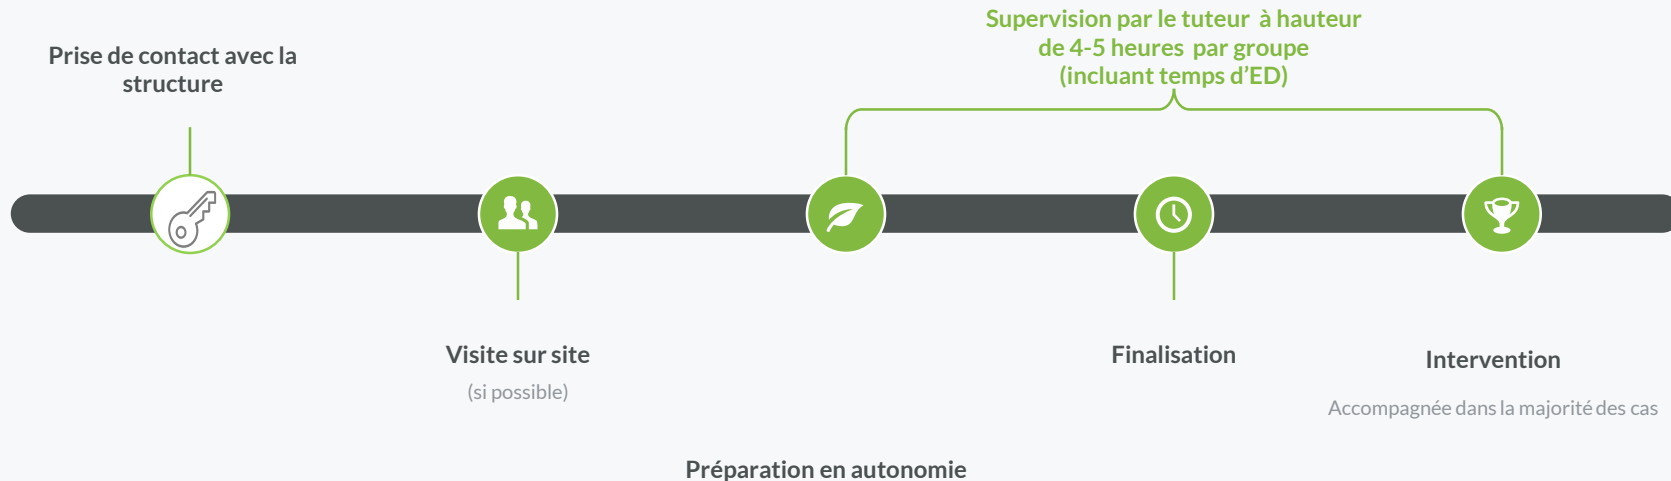 Supervision par le tuteur à hauteur
de 4-5 heures par groupe
(incluant temps d'ED)
Prise de contact avec la
structure
Visite sur site
(si possible)
Finalisation
Intervention
Accompagnée dans la majorité des cas
Préparation en autonomie